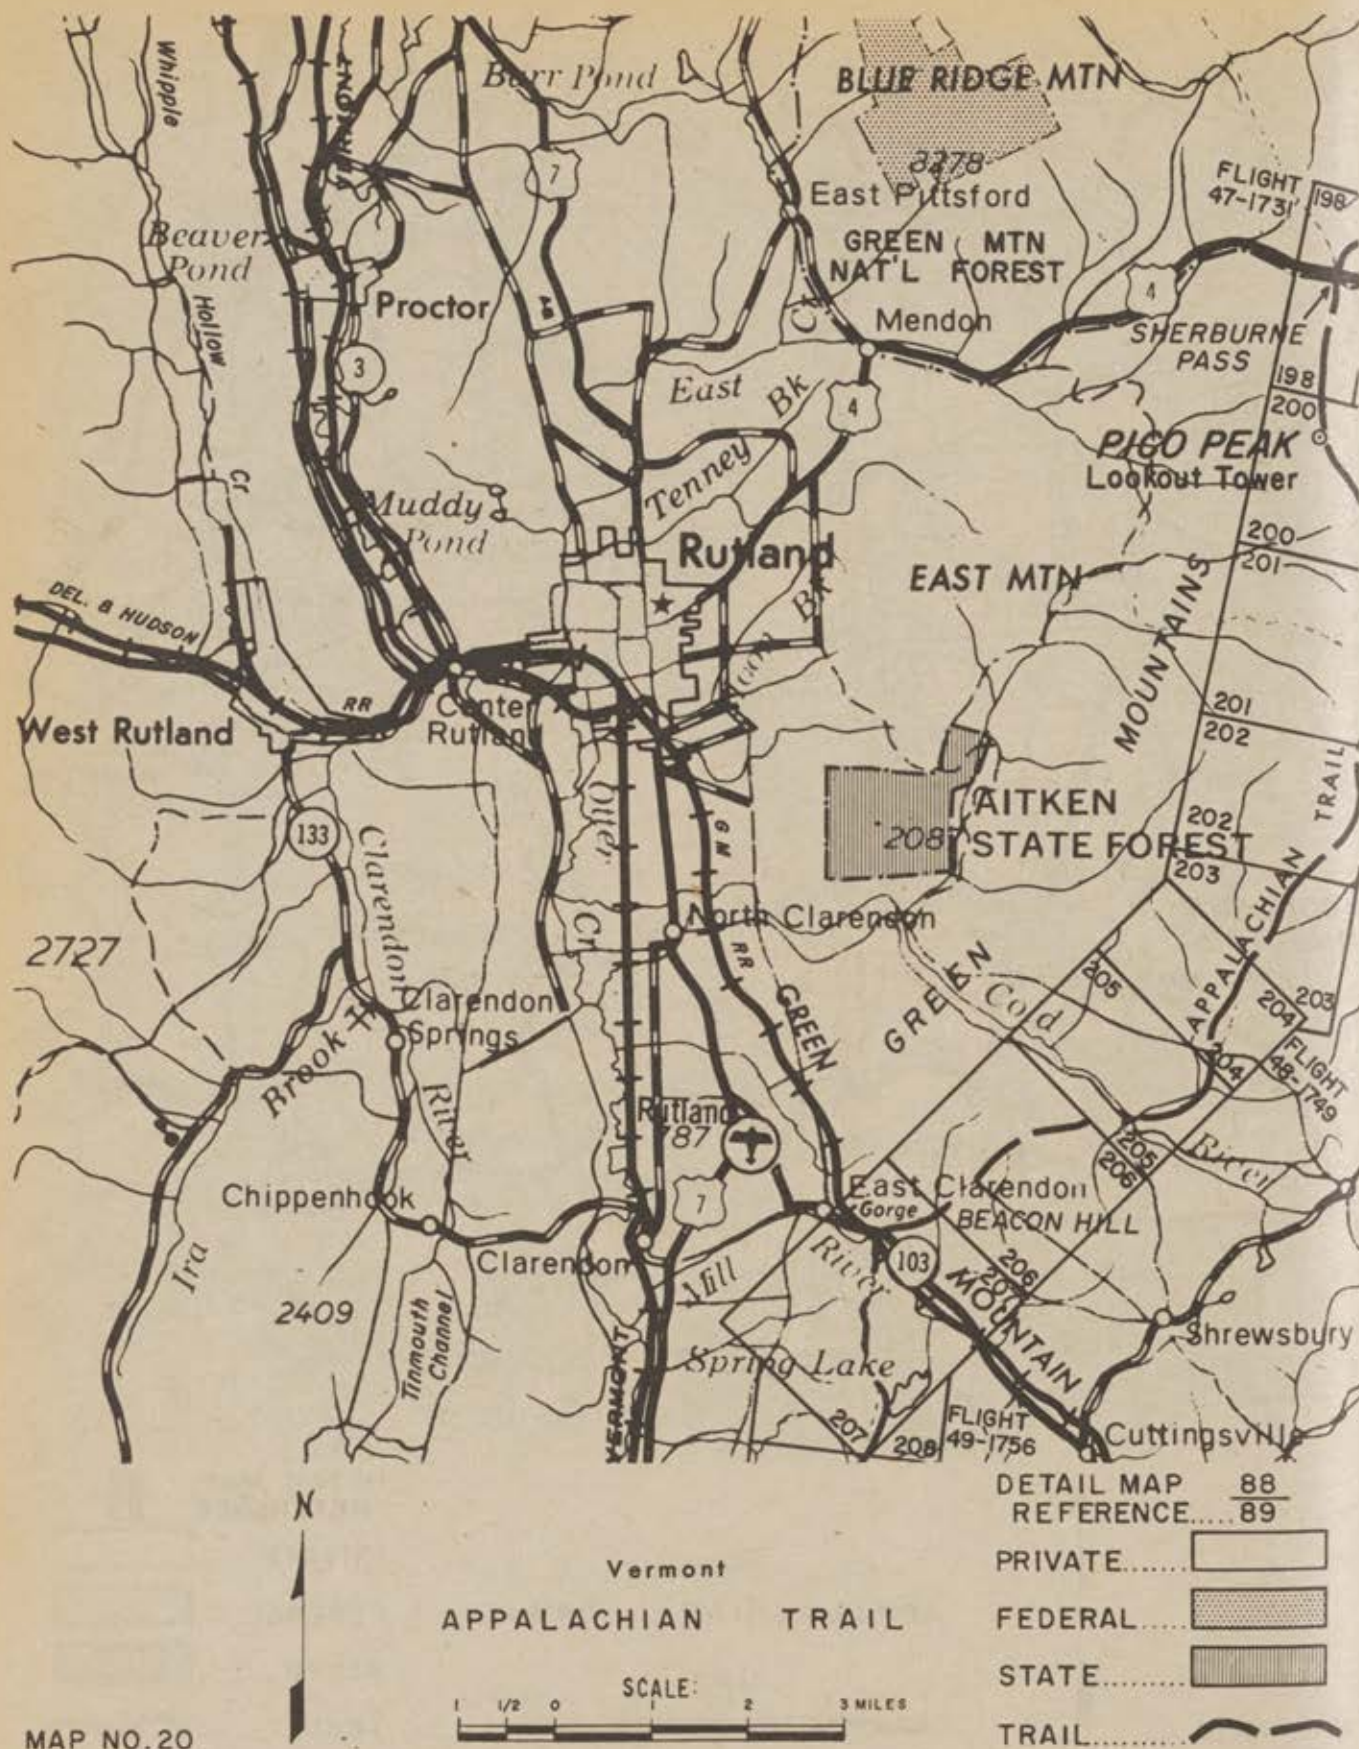 Whipple
Barr Pond
BLUE RIDGE MTN
3278
7
East Pittsford
FLIGHT
47-1731
198
Beaver
Pond
GREEN MTN
NAT'L FOREST
Hollow
Proctor
Cr
Mendon
4
SHERBURNE
PASS
3
East
Bk
4
198
200
PICO PEAK
Lookout Tower
Cr
Muddy
Pond
Tenney
Rutland
200
201
EAST MTN
DEL. & HUDSON
Bk
MOUNTAINS
RR
Center
Rutland
West Rutland
201
202
TRAIL
Otter
AITKEN
STATE FOREST
208
202
203
133
Clarendon
G M
North Clarendon
APPALACHIAN
2727
Cr
RR
GREEN
GREEN
Cold
205
203
204
Clarendon
Springs
204
FLIGHT
48-1749
Brook
River
Rutland
787
205
206
River
Chippenhook
7
East Clarendon
Gorge
BEACON HILL
Ira
Clarendon
Mill
River
103
206
207
MOUNTAIN
2409
Tinmouth
Channel
VERMONT
Spring Lake
Shrewsbury
207
208
FLIGHT
49-1756
Cuttingsville
N
DETAIL MAP 88
REFERENCE..... 89
Vermont
PRIVATE.......
APPALACHIAN TRAIL
FEDERAL.....
SCALE:
STATE.........
1 1/2 0 1 2 3 MILES
MAP NO. 20
TRAIL..........